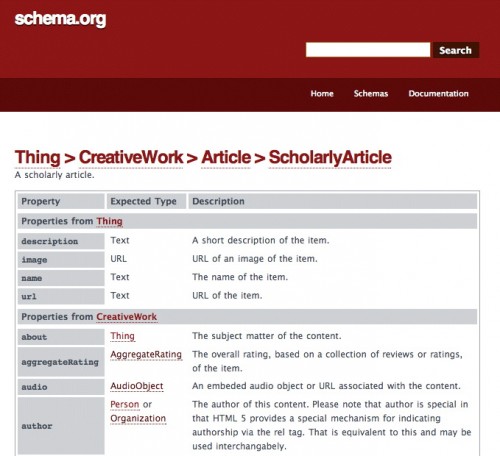 schema.org
Search
Home Schemas Documentation
Thing > CreativeWork > Article > ScholarlyArticle
A scholarly article.
Property Expected Type Description
Properties from Thing
description Text A short description of the item.
image URL URL of an image of the item.
name Text The name of the item.
url Text URL of the item.
Properties from CreativeWork
about Thing The subject matter of the content.
aggregateRating AggregateRating The overall rating, based on a collection of reviews or ratings,
of the item.
audio AudioObject An embeded audio object or URL associated with the content.
author Person or Organization The author of this content. Please note that author is special in
that HTML 5 provides a special mechanism for indicating
authorship via the rel tag. That is equivalent to this and may be
used interchangabely.